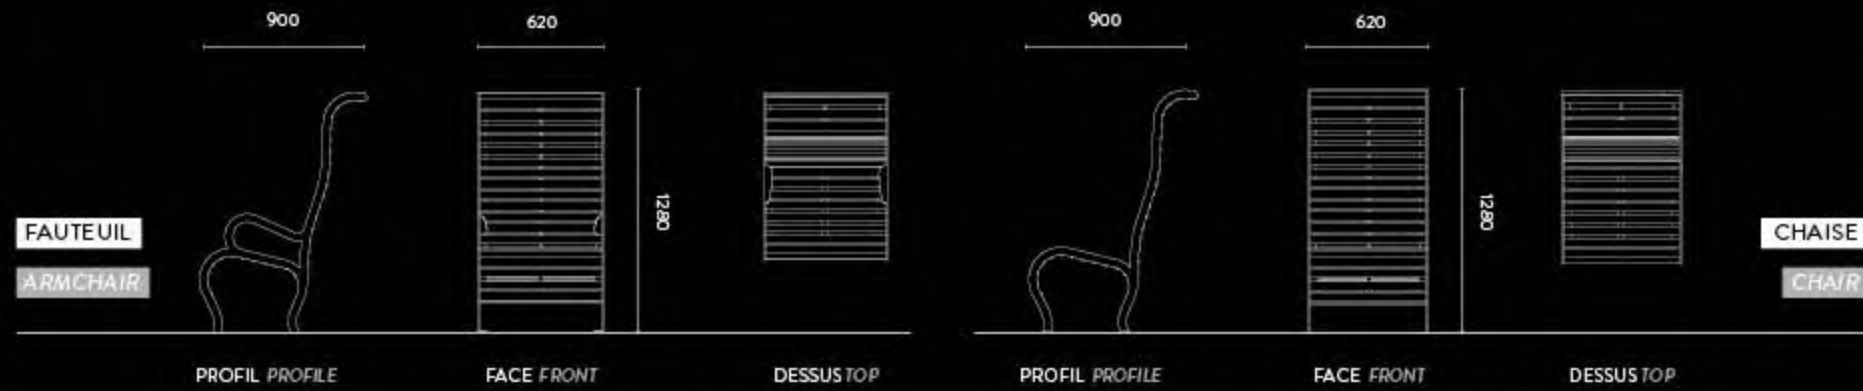 900
620
900
620
1280
1280
FAUTEUIL
CHAISE
ARMCHAIR
CHAIR
PROFIL PROFILE
FACE FRONT
DESSUS TOP
PROFIL PROFILE
FACE FRONT
DESSUS TOP